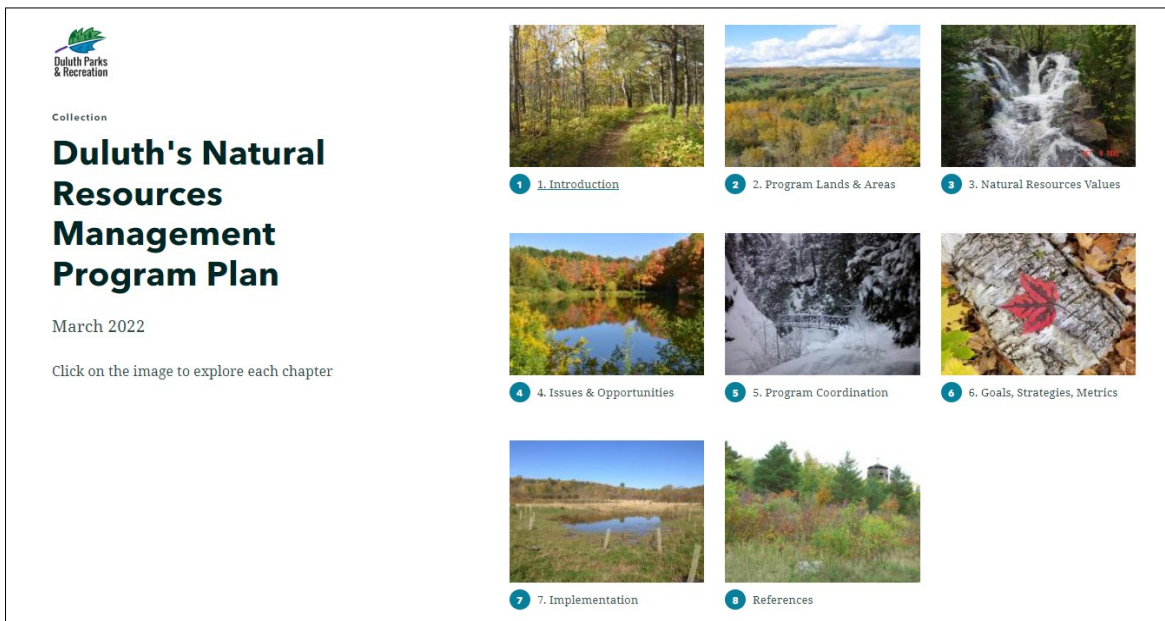 Duluth Parks
& Recreation
Collection
Duluth's Natural
Resources
Management
Program Plan
March 2022
Click on the image to explore each chapter
1 1. Introduction
2 2. Program Lands & Areas
3 3. Natural Resources Values
4 4. Issues & Opportunities
5 5. Program Coordination
6 6. Goals, Strategies, Metrics
7 7. Implementation
8 References